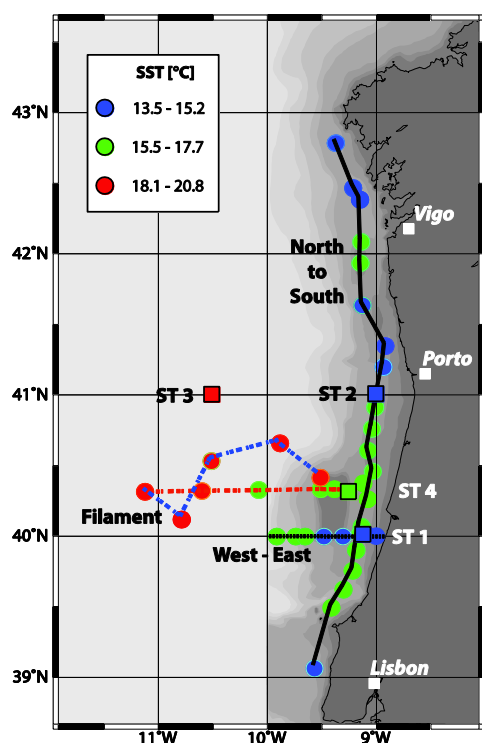 SST [°C]
13.5 - 15.2
15.5 - 17.7
18.1 - 20.8
43°N
42°N
41°N
40°N
39°N
Vigo
North
to
South
Porto
ST 3
ST 2
ST 4
Filament
ST 1
West - East
Lisbon
11°W
10°W
9°W